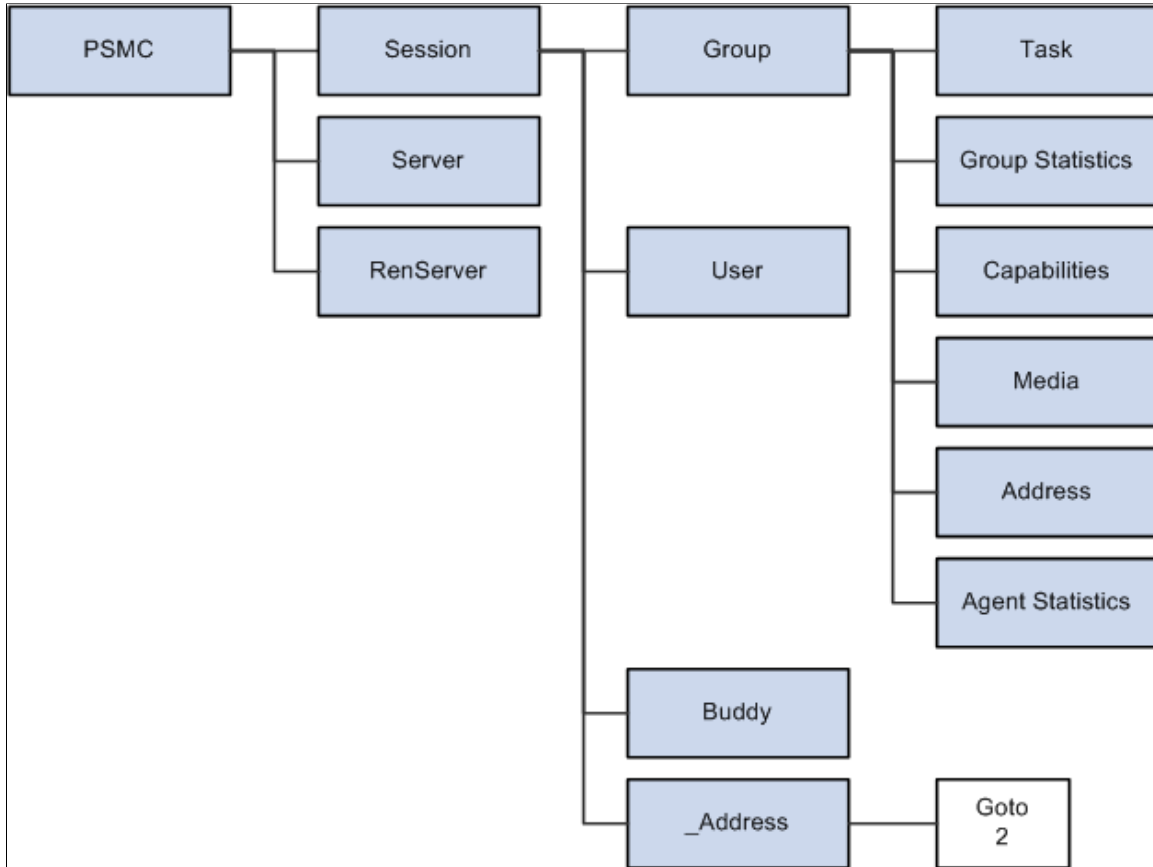 PSMC
Session
Group
Task
Server
Group Statistics
RenServer
User
Capabilities
Media
Address
Agent Statistics
Buddy
_Address
Goto
2